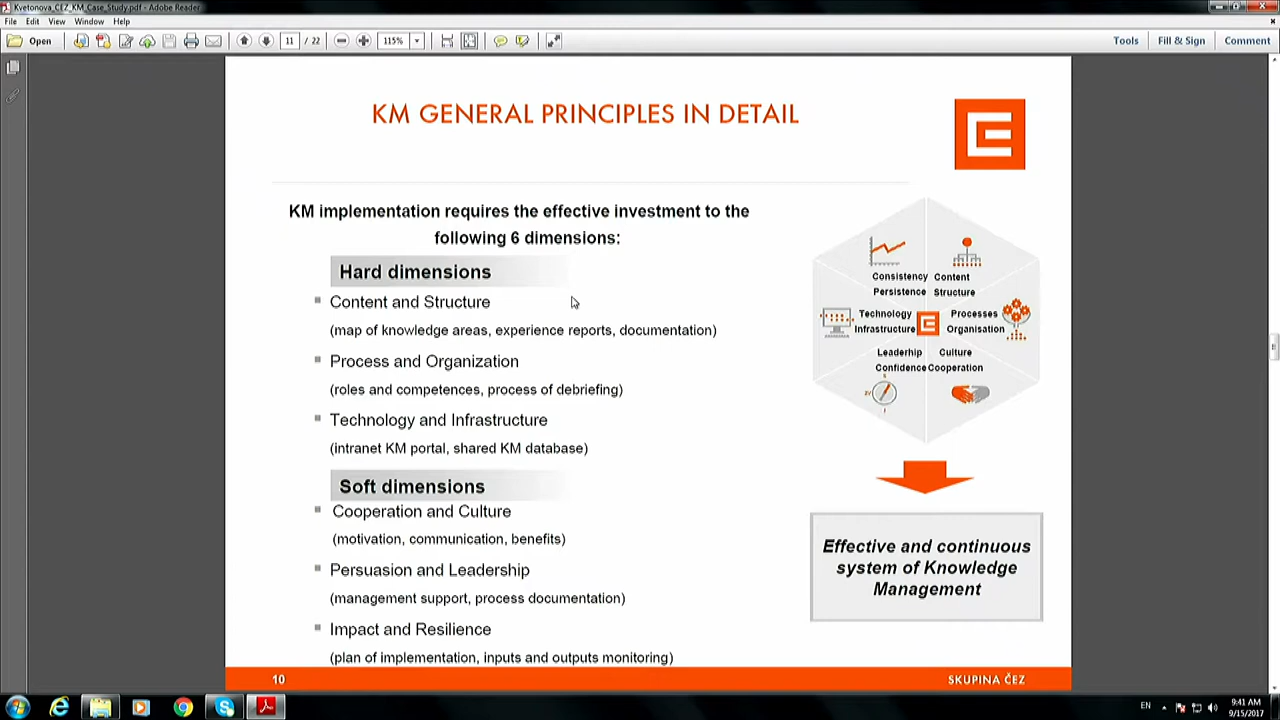 Kvetonova_CEZ_KM_Case_Study.pdf - Adobe Reader
File Edit View Window Help
Open 11 / 22 115% Tools Fill & Sign Comment
KM GENERAL PRINCIPLES IN DETAIL
KM implementation requires the effective investment to the
following 6 dimensions:
Hard dimensions
Content and Structure
(map of knowledge areas, experience reports, documentation)
Process and Organization
(roles and competences, process of debriefing)
Technology and Infrastructure
(intranet KM portal, shared KM database)
Soft dimensions
Cooperation and Culture
(motivation, communication, benefits)
Persuasion and Leadership
(management support, process documentation)
Impact and Resilience
(plan of implementation, inputs and outputs monitoring)
Consistency
Persistence
Content
Structure
Technology
Infrastructure
Processes
Organisation
Leadership
Confidence
Culture
Cooperation
Effective and continuous
system of Knowledge
Management
10
SKUPINA ČEZ
EN
9:41 AM
9/15/2017